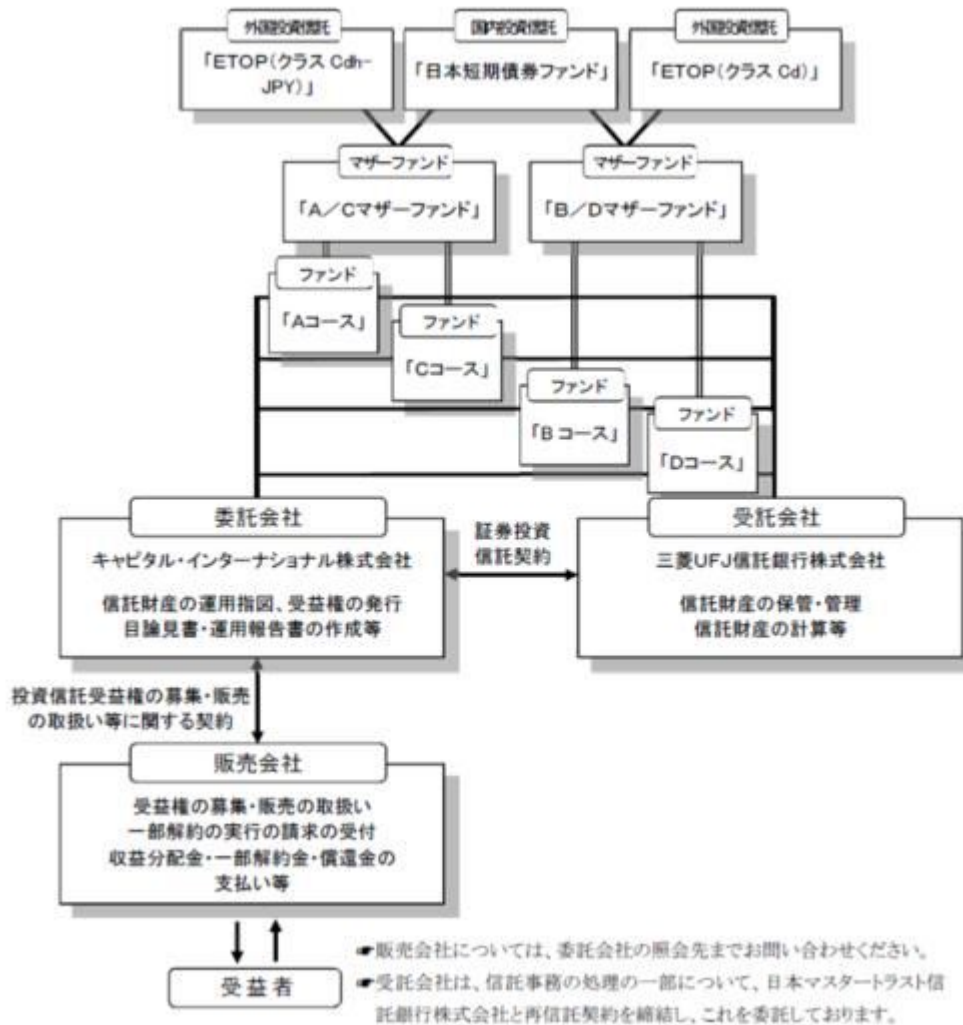 外国投資信託
「ETOP(クラス Cdh-
JPY)」
国内投資信託
「日本短期債券ファンド」
外国投資信託
「ETOP(クラス Cd)」
マザーファンド
「A/Cマザーファンド」
マザーファンド
「B/Dマザーファンド」
ファンド
「Aコース」
ファンド
「Cコース」
ファンド
「Bコース」
ファンド
「Dコース」
委託会社
キャピタル・インターナショナル株式会社
信託財産の運用指図、受益権の発行
目論見書・運用報告書の作成等
証券投資
信託契約
受託会社
三菱UFJ信託銀行株式会社
信託財産の保管・管理
信託財産の計算等
投資信託受益権の募集・販売
の取扱い等に関する契約
販売会社
受益権の募集・販売の取扱い
一部解約の実行の請求の受付
収益分配金・一部解約金・償還金の
支払い等
受益者
☛販売会社については、委託会社の照会先までお問い合わせください。
☛受託会社は、信託事務の処理の一部について、日本マスタートラスト信
託銀行株式会社と再信託契約を締結し、これを委託しております。